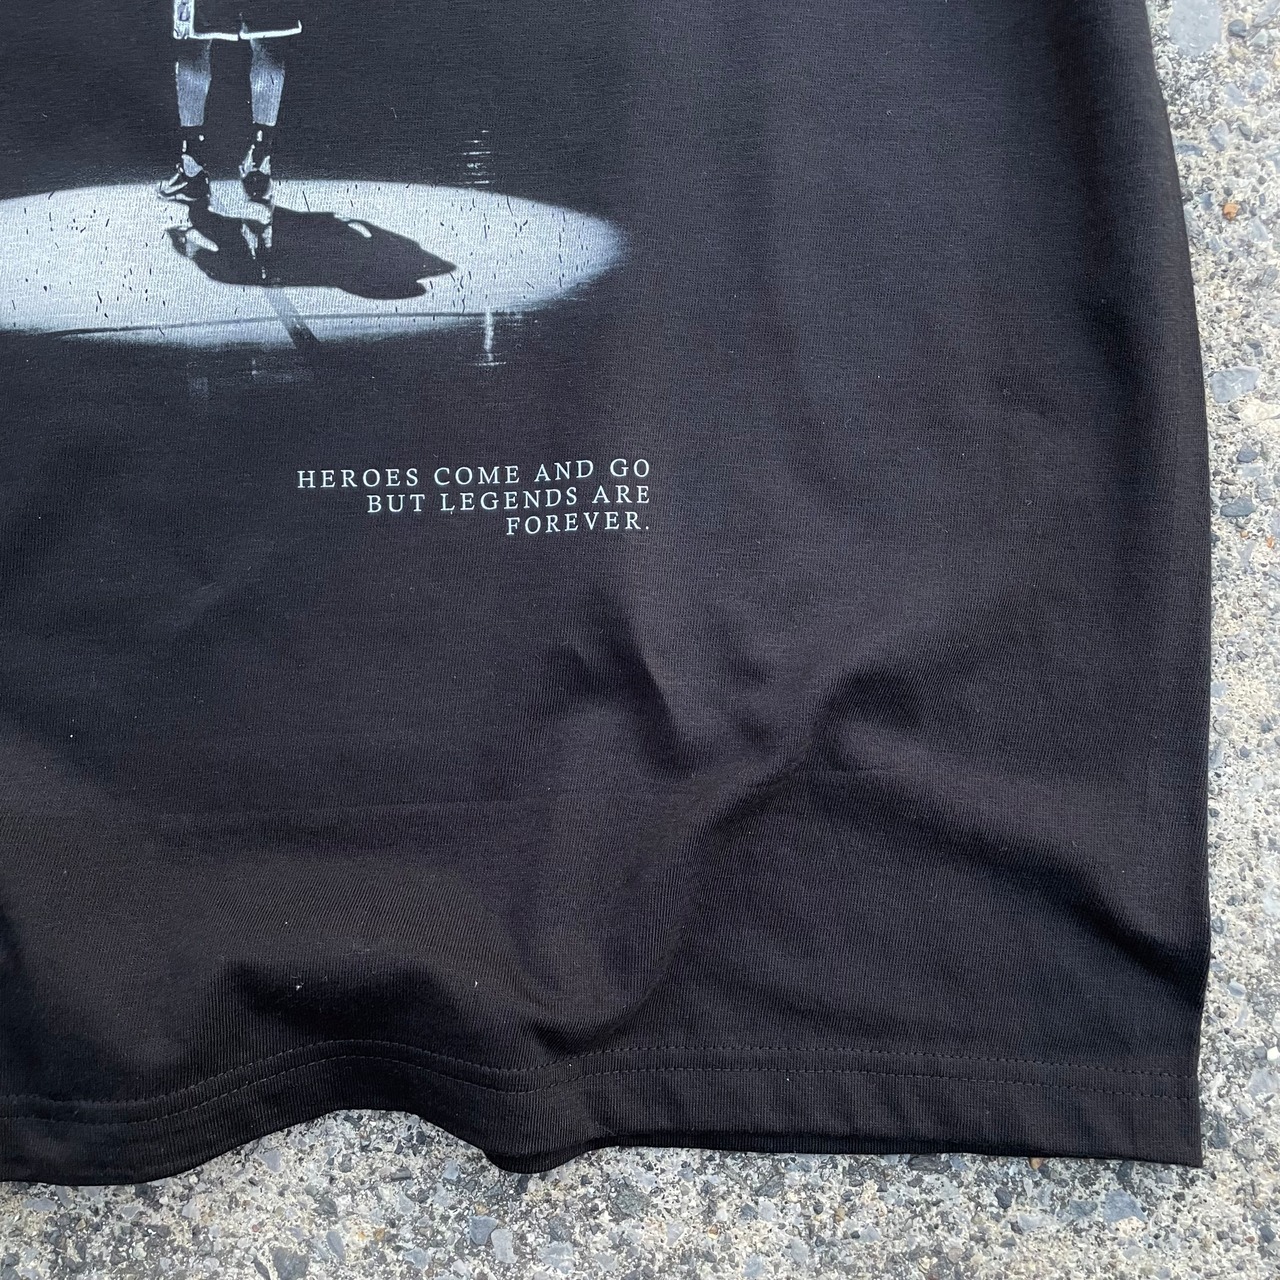 HEROES COME AND GO
BUT LEGENDS ARE
FOREVER.